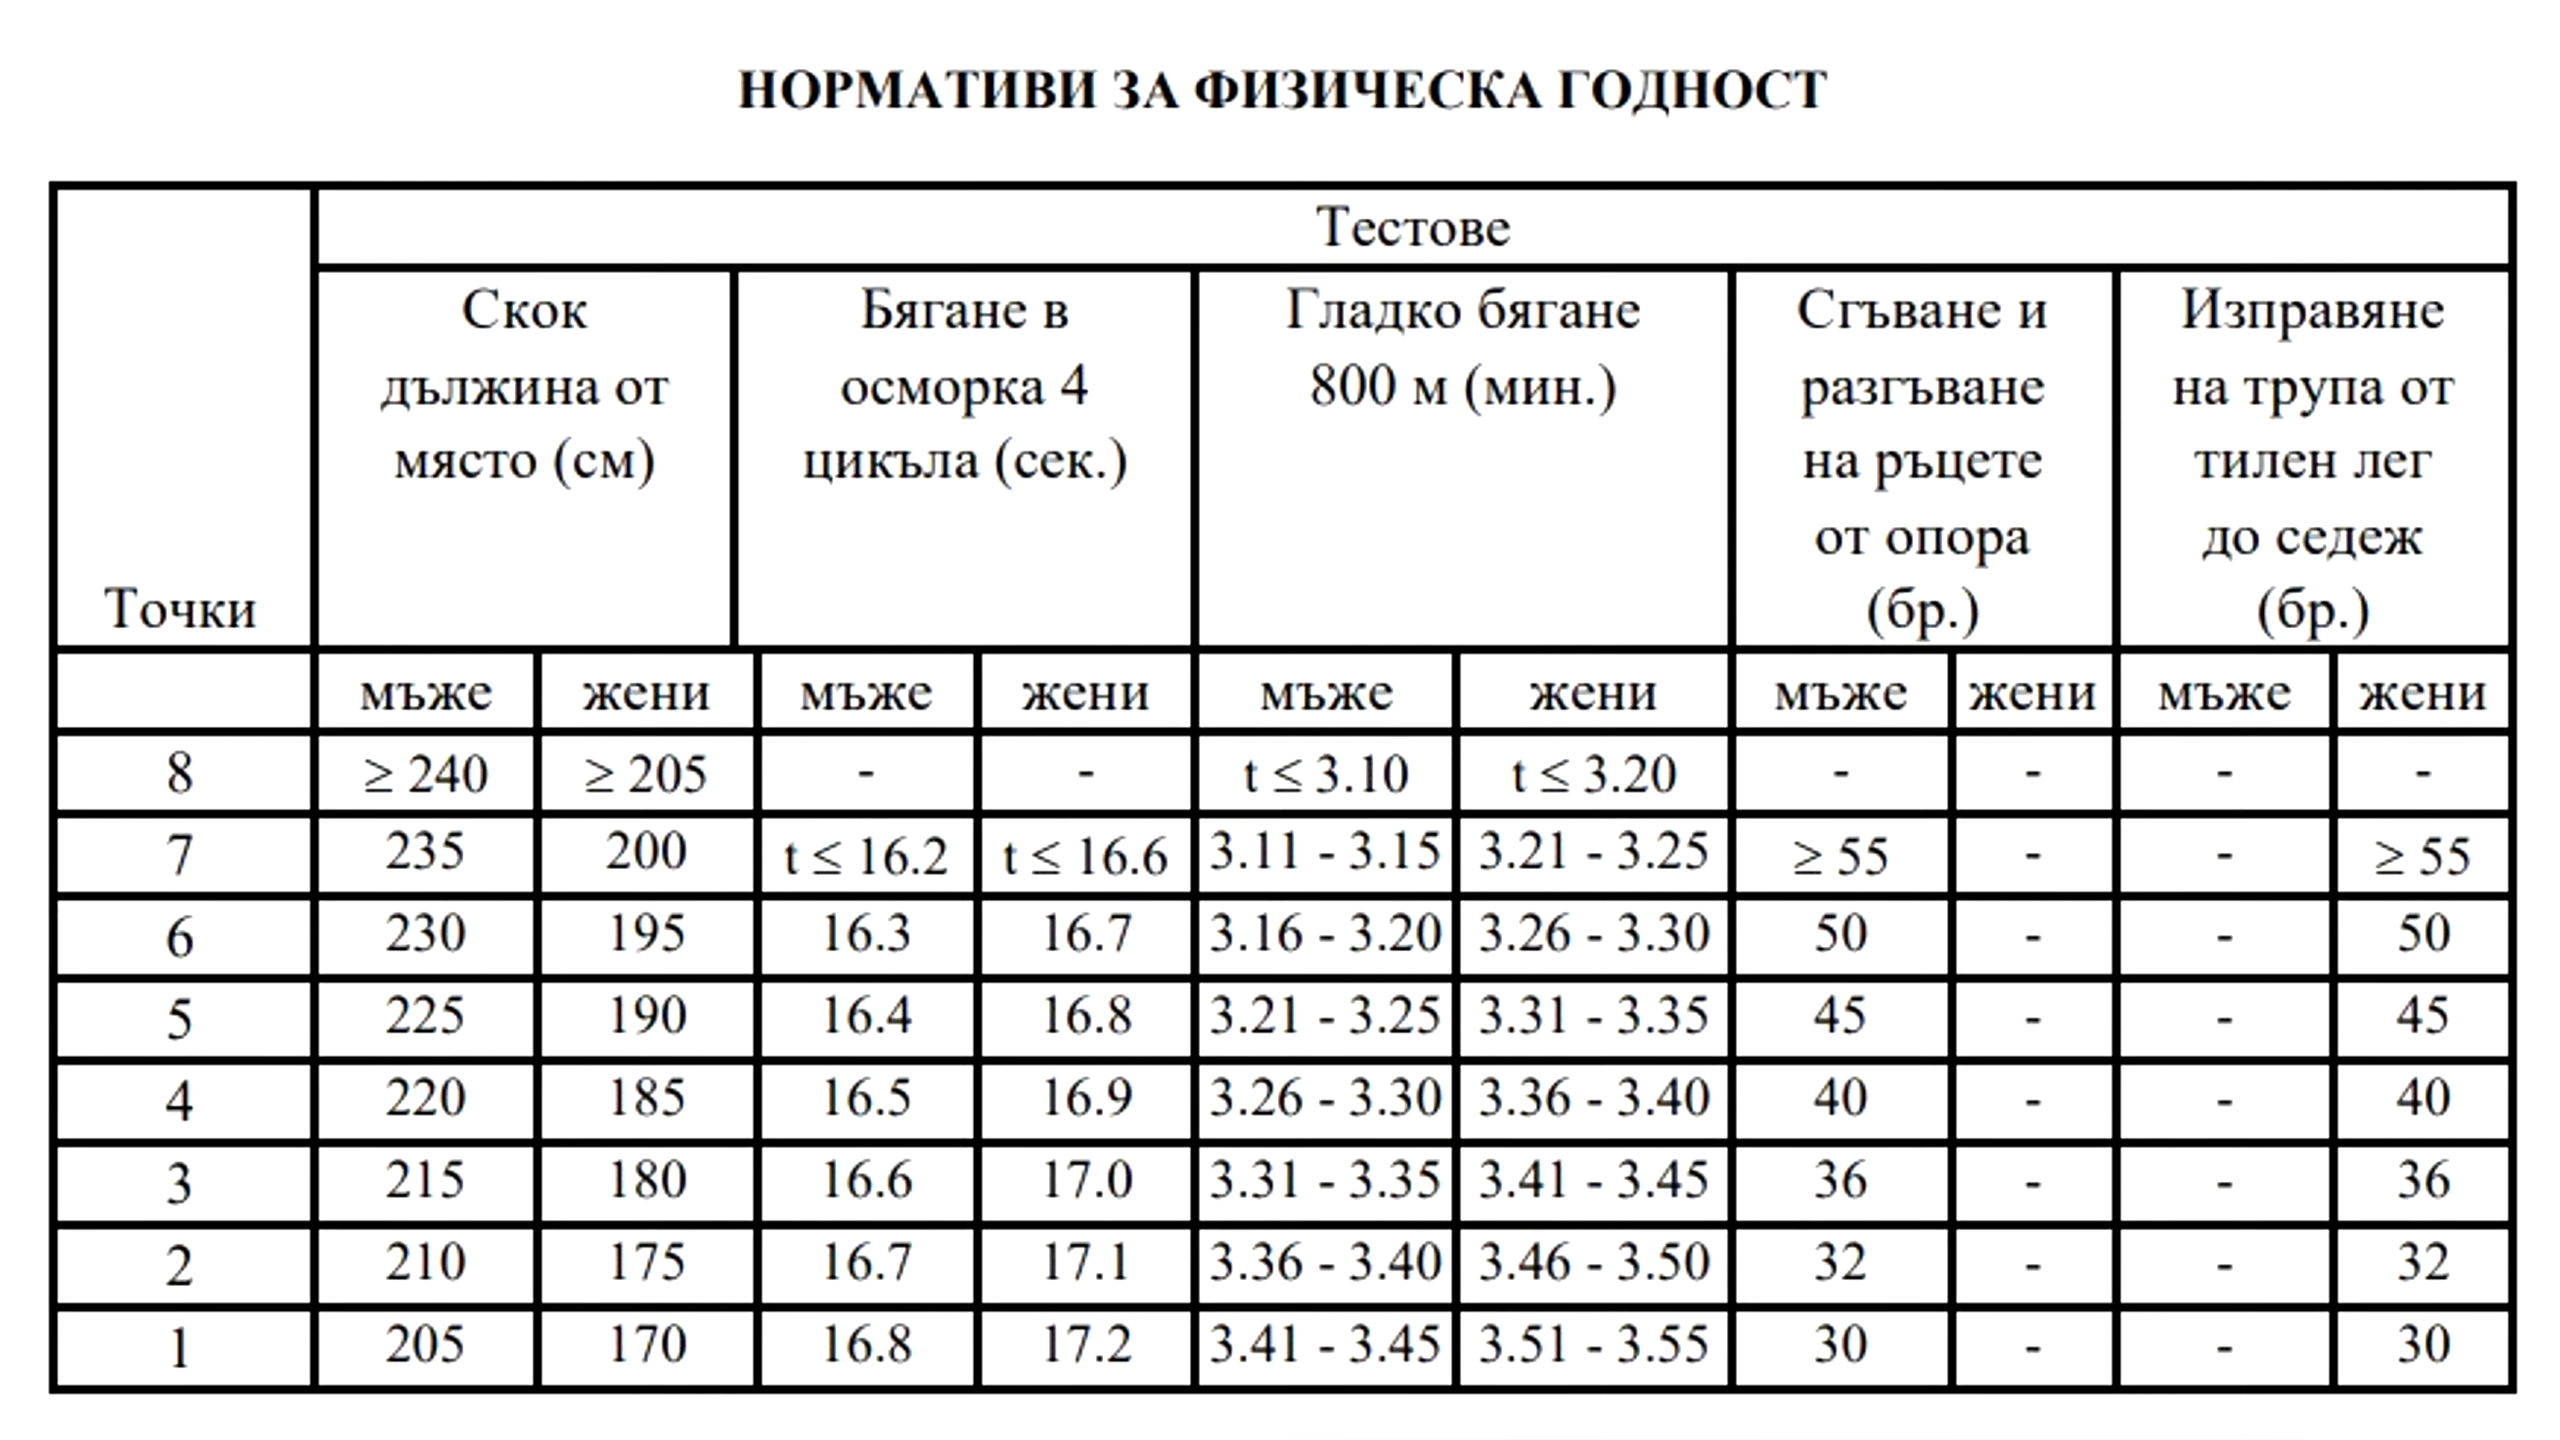 НОРМАТИВИ ЗА ФИЗИЧЕСКА ГОДНОСТ
Тестове
Точки
Скок
дължина от
място (см)
Бягане в
осморка 4
цикъла (сек.)
Гладко бягане
800 м (мин.)
Сгъване и
разгъване
на ръцете
от опора
(бр.)
Изправяне
на трупа от
тилен лег
до седеж
(бр.)
мъже жени мъже жени мъже жени мъже жени мъже жени
8 ≥ 240 ≥ 205 - - t ≤ 3.10 t ≤ 3.20 - - - -
7 235 200 t ≤ 16.2 t ≤ 16.6 3.11 - 3.15 3.21 - 3.25 ≥ 55 - - ≥ 55
6 230 195 16.3 16.7 3.16 - 3.20 3.26 - 3.30 50 - - 50
5 225 190 16.4 16.8 3.21 - 3.25 3.31 - 3.35 45 - - 45
4 220 185 16.5 16.9 3.26 - 3.30 3.36 - 3.40 40 - - 40
3 215 180 16.6 17.0 3.31 - 3.35 3.41 - 3.45 36 - - 36
2 210 175 16.7 17.1 3.36 - 3.40 3.46 - 3.50 32 - - 32
1 205 170 16.8 17.2 3.41 - 3.45 3.51 - 3.55 30 - - 30